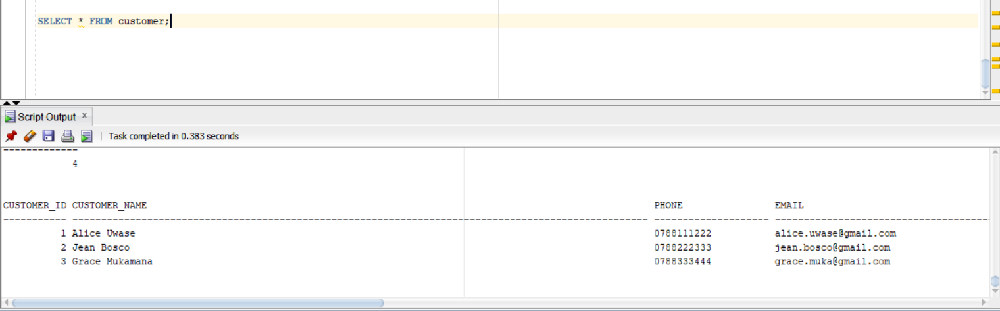 SELECT * FROM customer;
Script Output x
Task completed in 0.383 seconds
-------------
4
CUSTOMER_ID CUSTOMER_NAME PHONE EMAIL
----------- ---------------------------------------------------------------------------------------------------- -------------------- --------------------------------------
1 Alice Uwase 0788111222 alice.uwase@gmail.com
2 Jean Bosco 0788222333 jean.bosco@gmail.com
3 Grace Mukamana 0788333444 grace.muka@gmail.com